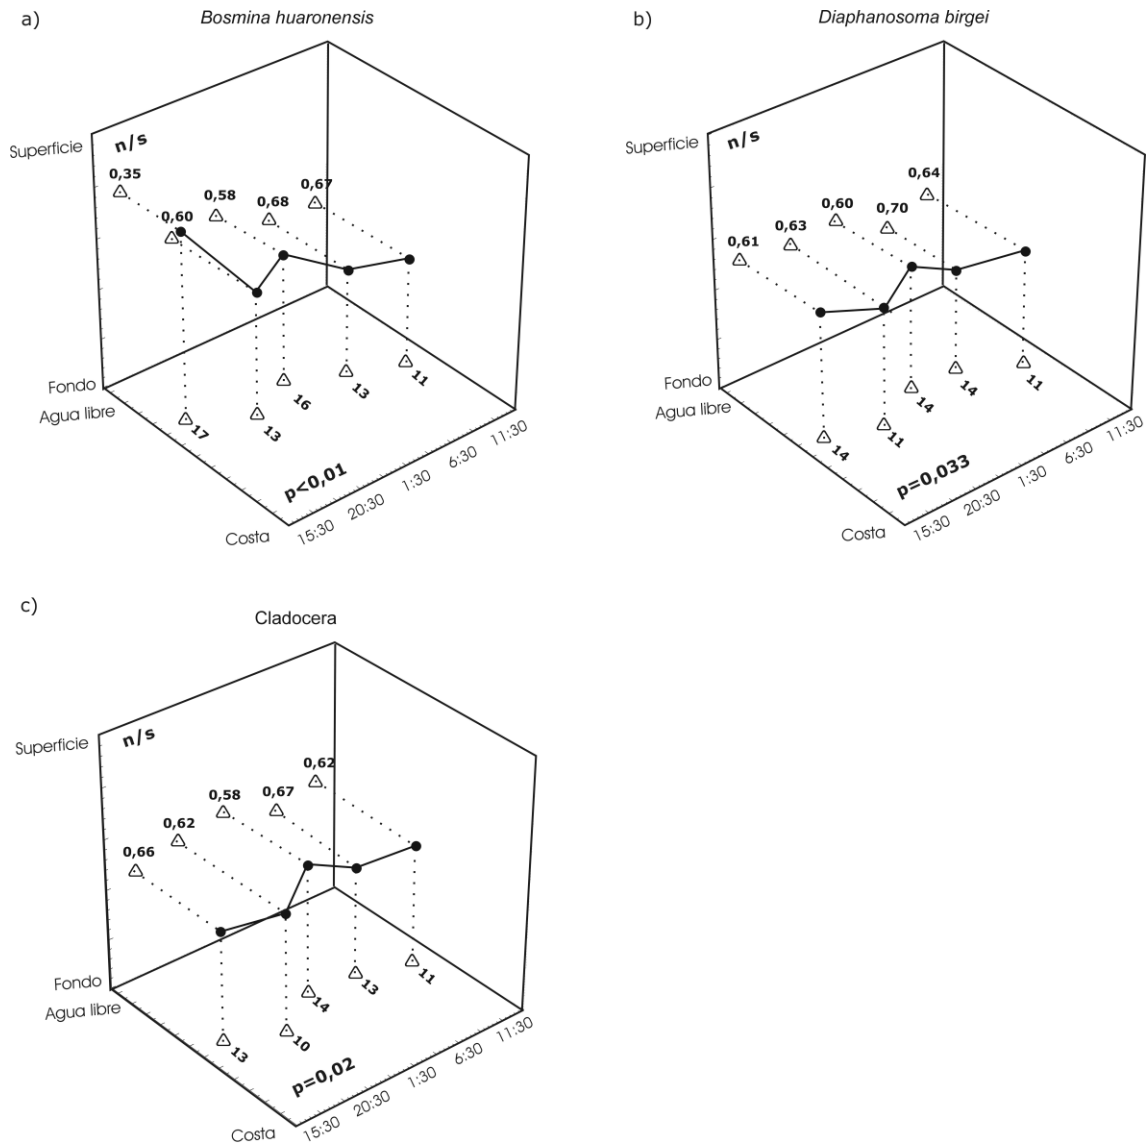 a)
Bosmina huaronensis
Superficie
n/s
0,35
0,60
0,58
0,68
0,67
Fondo
Agua libre
17
13
16
13
11
p<0,01
Costa
15:30
20:30
1:30
6:30
11:30
b)
Diaphanosoma birgei
Superficie
n/s
0,61
0,63
0,60
0,70
0,64
Fondo
Agua libre
14
11
14
14
11
p=0,033
Costa
15:30
20:30
1:30
6:30
11:30
c)
Cladocera
Superficie
n/s
0,66
0,62
0,58
0,67
0,62
Fondo
Agua libre
13
10
14
13
11
p=0,02
Costa
15:30
20:30
1:30
6:30
11:30